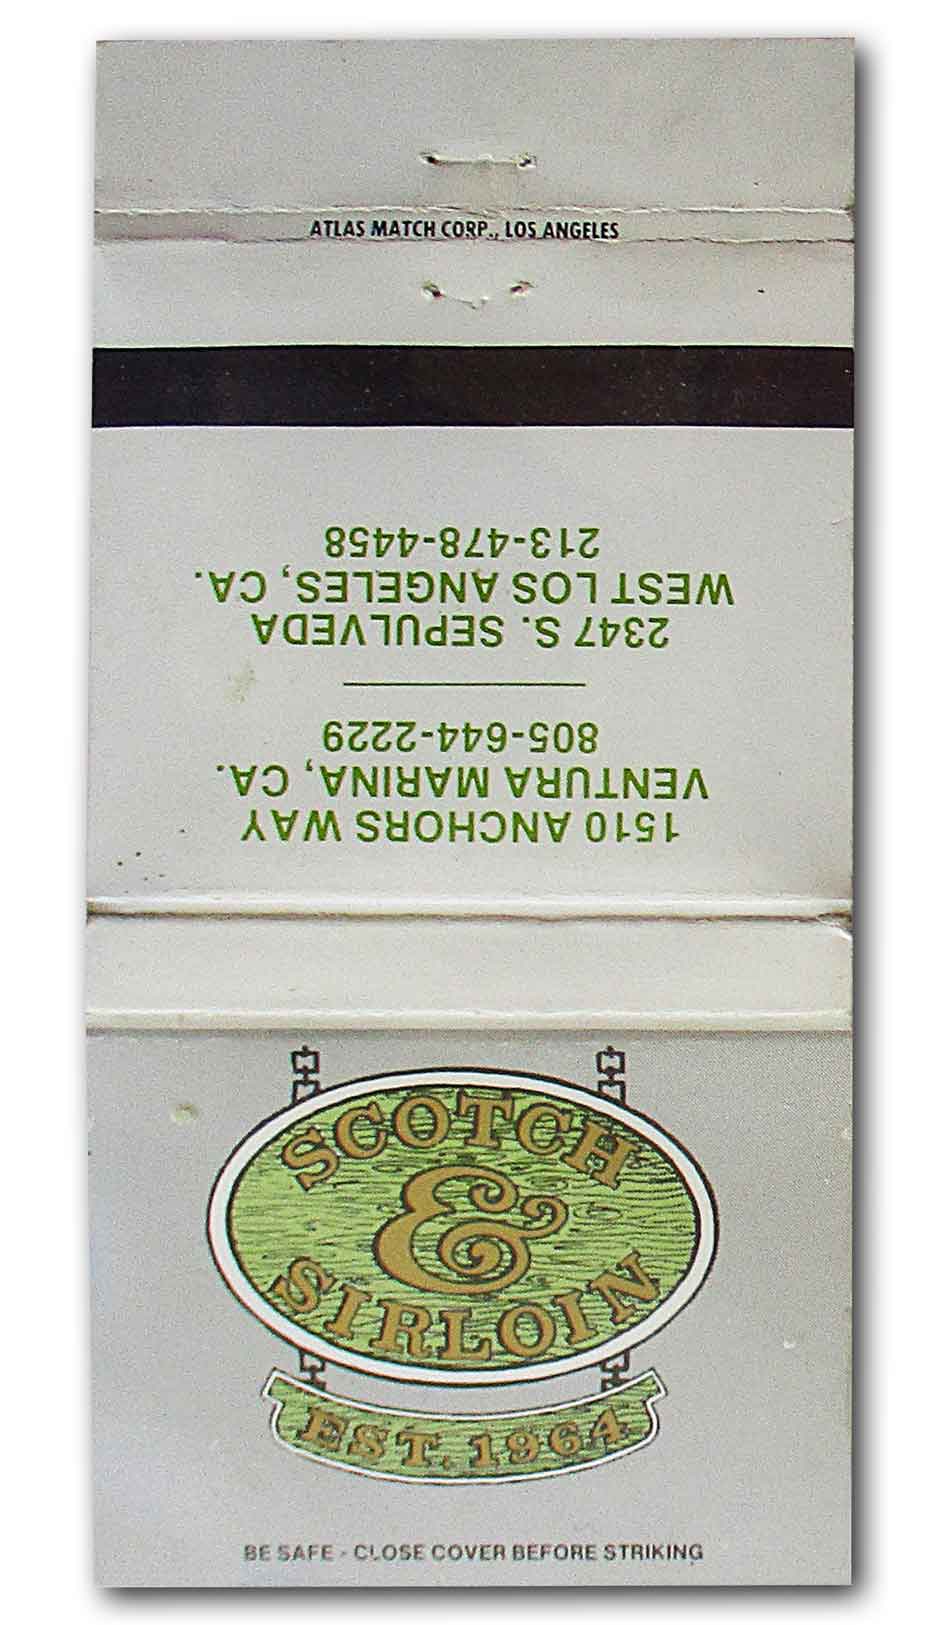 ATLAS MATCH CORP., LOS ANGELES
1510 ANCHORS WAY
VENTURA MARINA, CA.
805-644-2229
2347 S. SEPULVEDA
WEST LOS ANGELES, CA.
213-478-4458
SCOTCH
&
SIRLOIN
EST. 1964
BE SAFE - CLOSE COVER BEFORE STRIKING